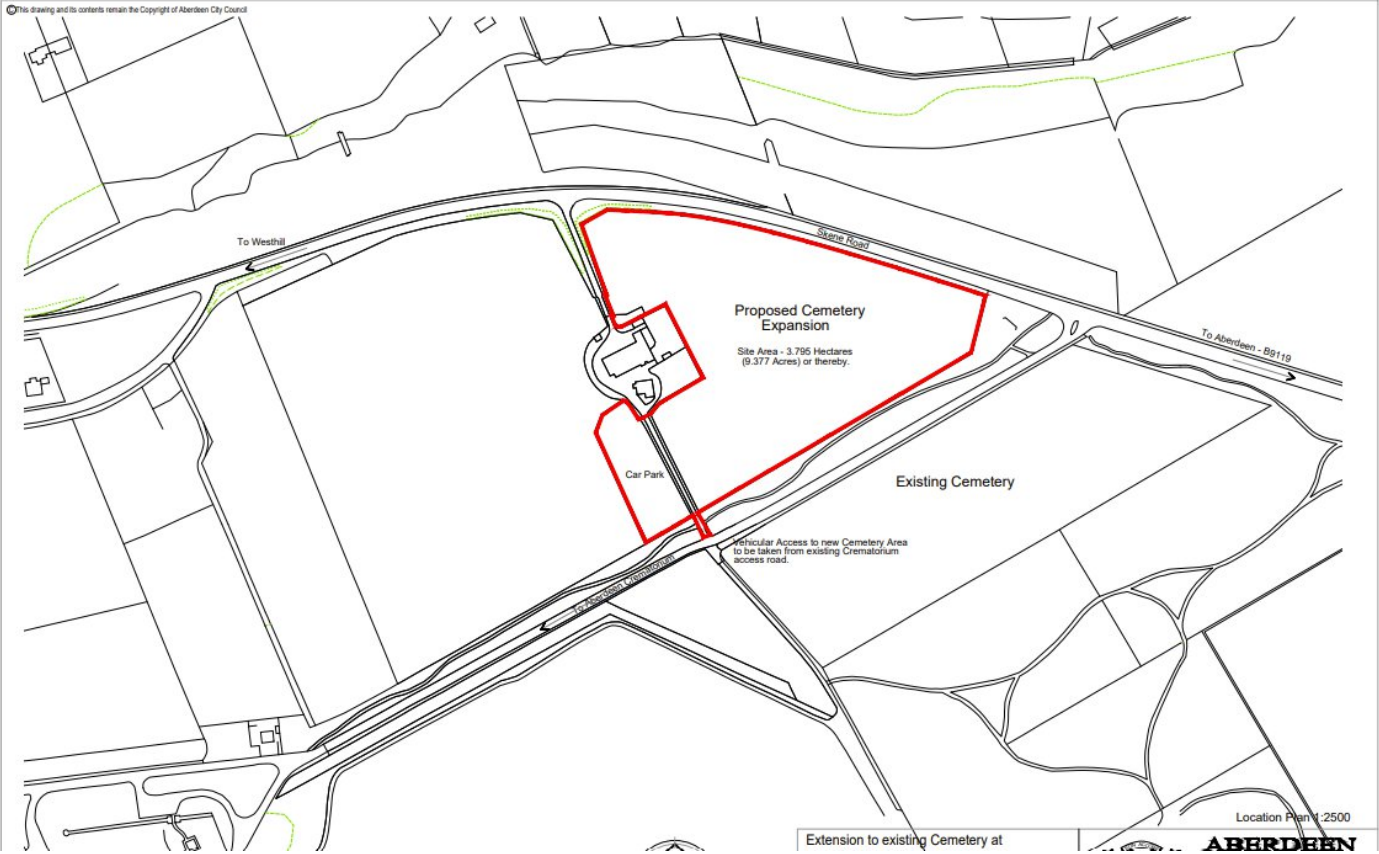 ©This drawing and its contents remain the Copyright of Aberdeen City Council
To Westhill
Skene Road
Proposed Cemetery
Expansion
Site Area - 3.795 Hectares
(9.377 Acres) or thereby.
To Aberdeen - B9119
Car Park
Existing Cemetery
Vehicular Access to new Cemetery Area
to be taken from existing Crematorium
access road.
To Aberdeen Crematorium
Location Plan 1:2500
Extension to existing Cemetery at
ABERDEEN